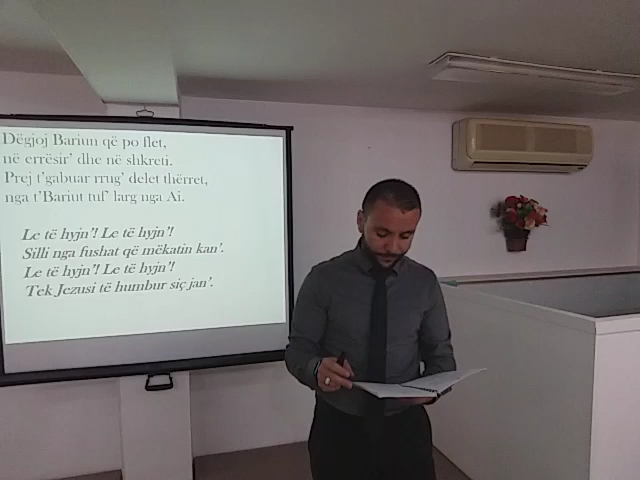 Dëgjoj Bariun që po flet,
në errësir’ dhe në shkreti.
Prej t’gabuar rrug’ delet thërret,
nga t’Bariut tuf’ larg nga Ai.
Le të hyjn’! Le të hyjn’!
Silli nga fushat që mëkatin kan’.
Le të hyjn’! Le të hyjn’!
Tek Jezusi të humbur siç jan’.